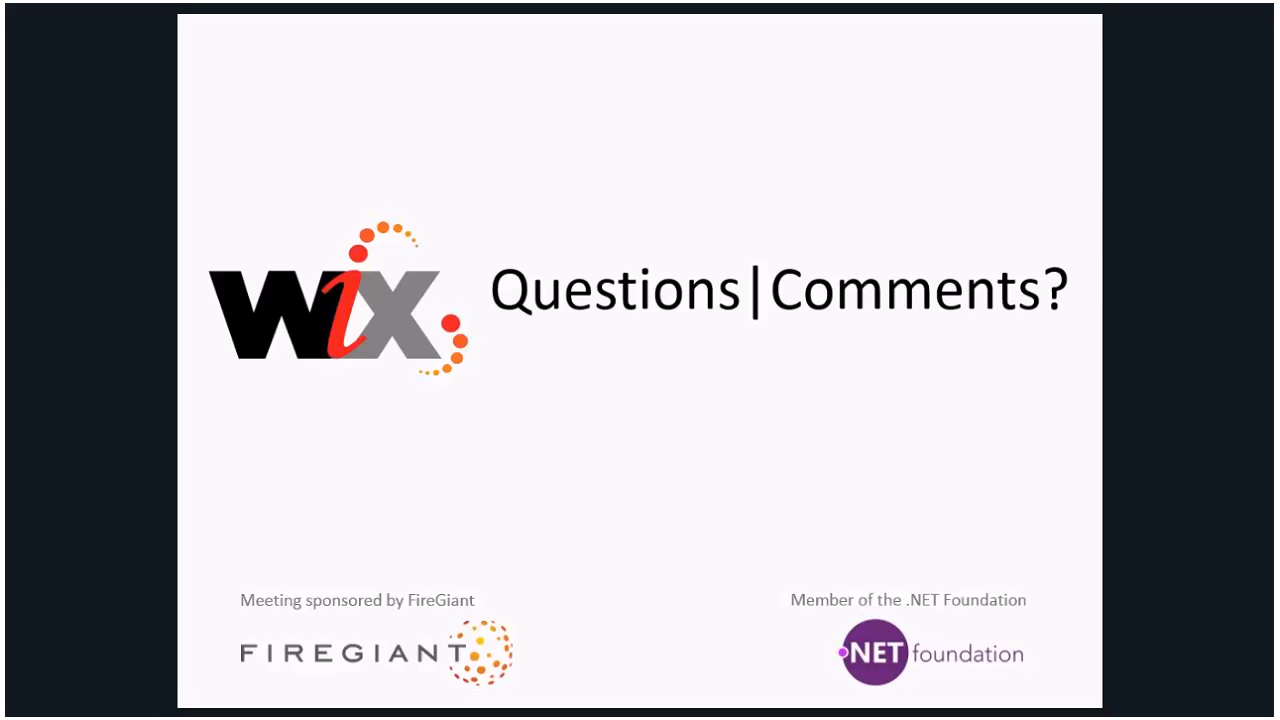 WiX
Questions|Comments?
Meeting sponsored by FireGiant
Member of the .NET Foundation
FIREGIANT
.NET foundation